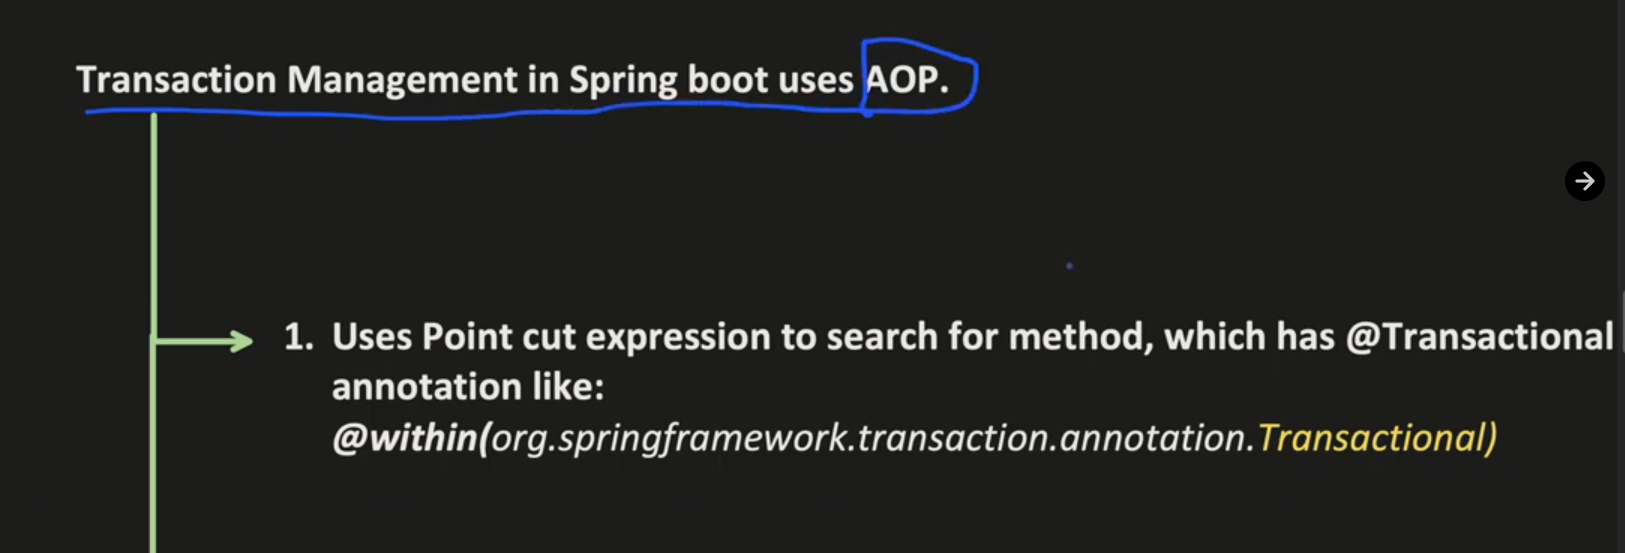 Transaction Management in Spring boot uses AOP.
1. Uses Point cut expression to search for method, which has @Transactional
annotation like:
@within(org.springframework.transaction.annotation.Transactional)